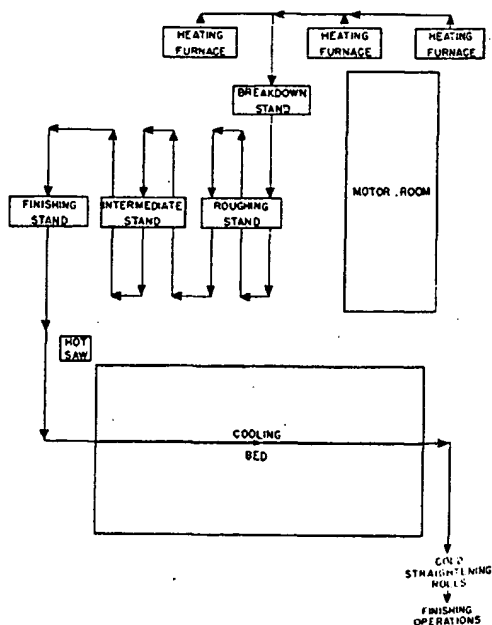 HEATING
FURNACE
HEATING
FURNACE
HEATING
FURNACE
BREAKDOWN
STAND
MOTOR ROOM
FINISHING
STAND
INTERMEDIATE
STAND
ROUGHING
STAND
HOT
SAW
COOLING
BED
COLD
STRAIGHTENING
ROLLS
FINISHING
OPERATIONS